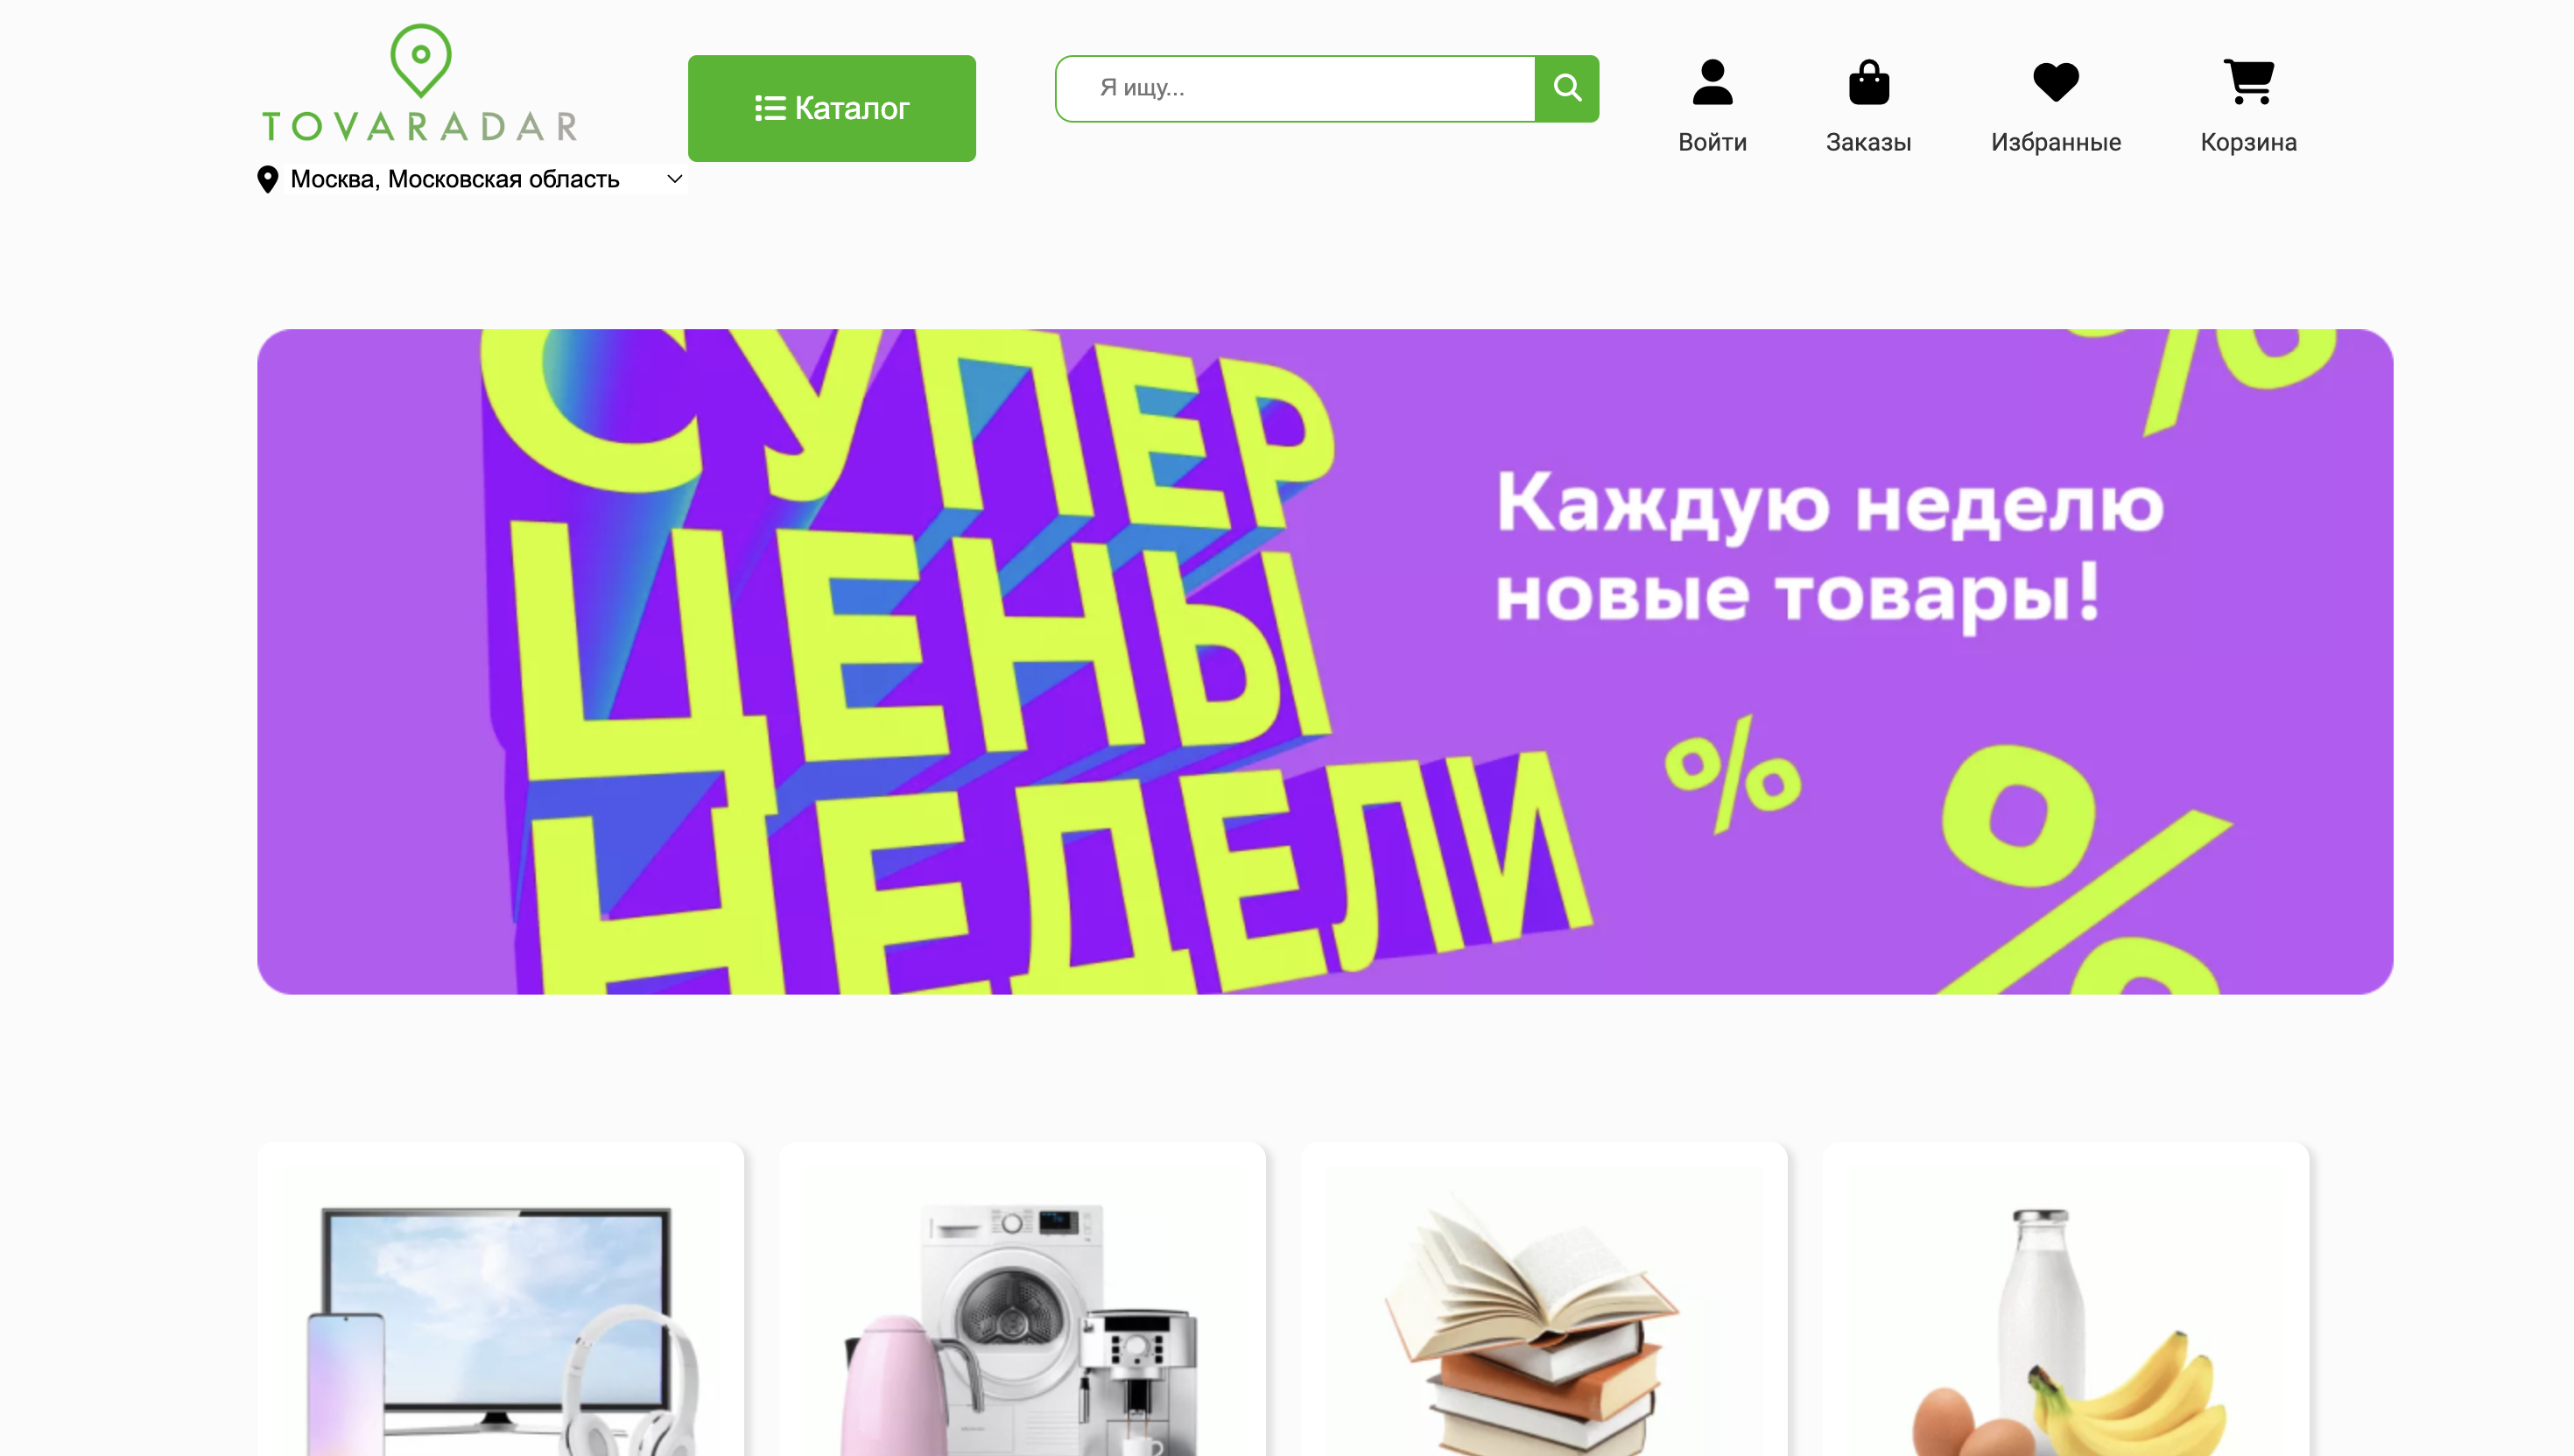 TOVARADAR
Москва, Московская область
Каталог
Я ищу...
Войти
Заказы
Избранные
Корзина
СУПЕР
ЦЕНЫ
НЕДЕЛИ
Каждую неделю
новые товары!
%
%
%